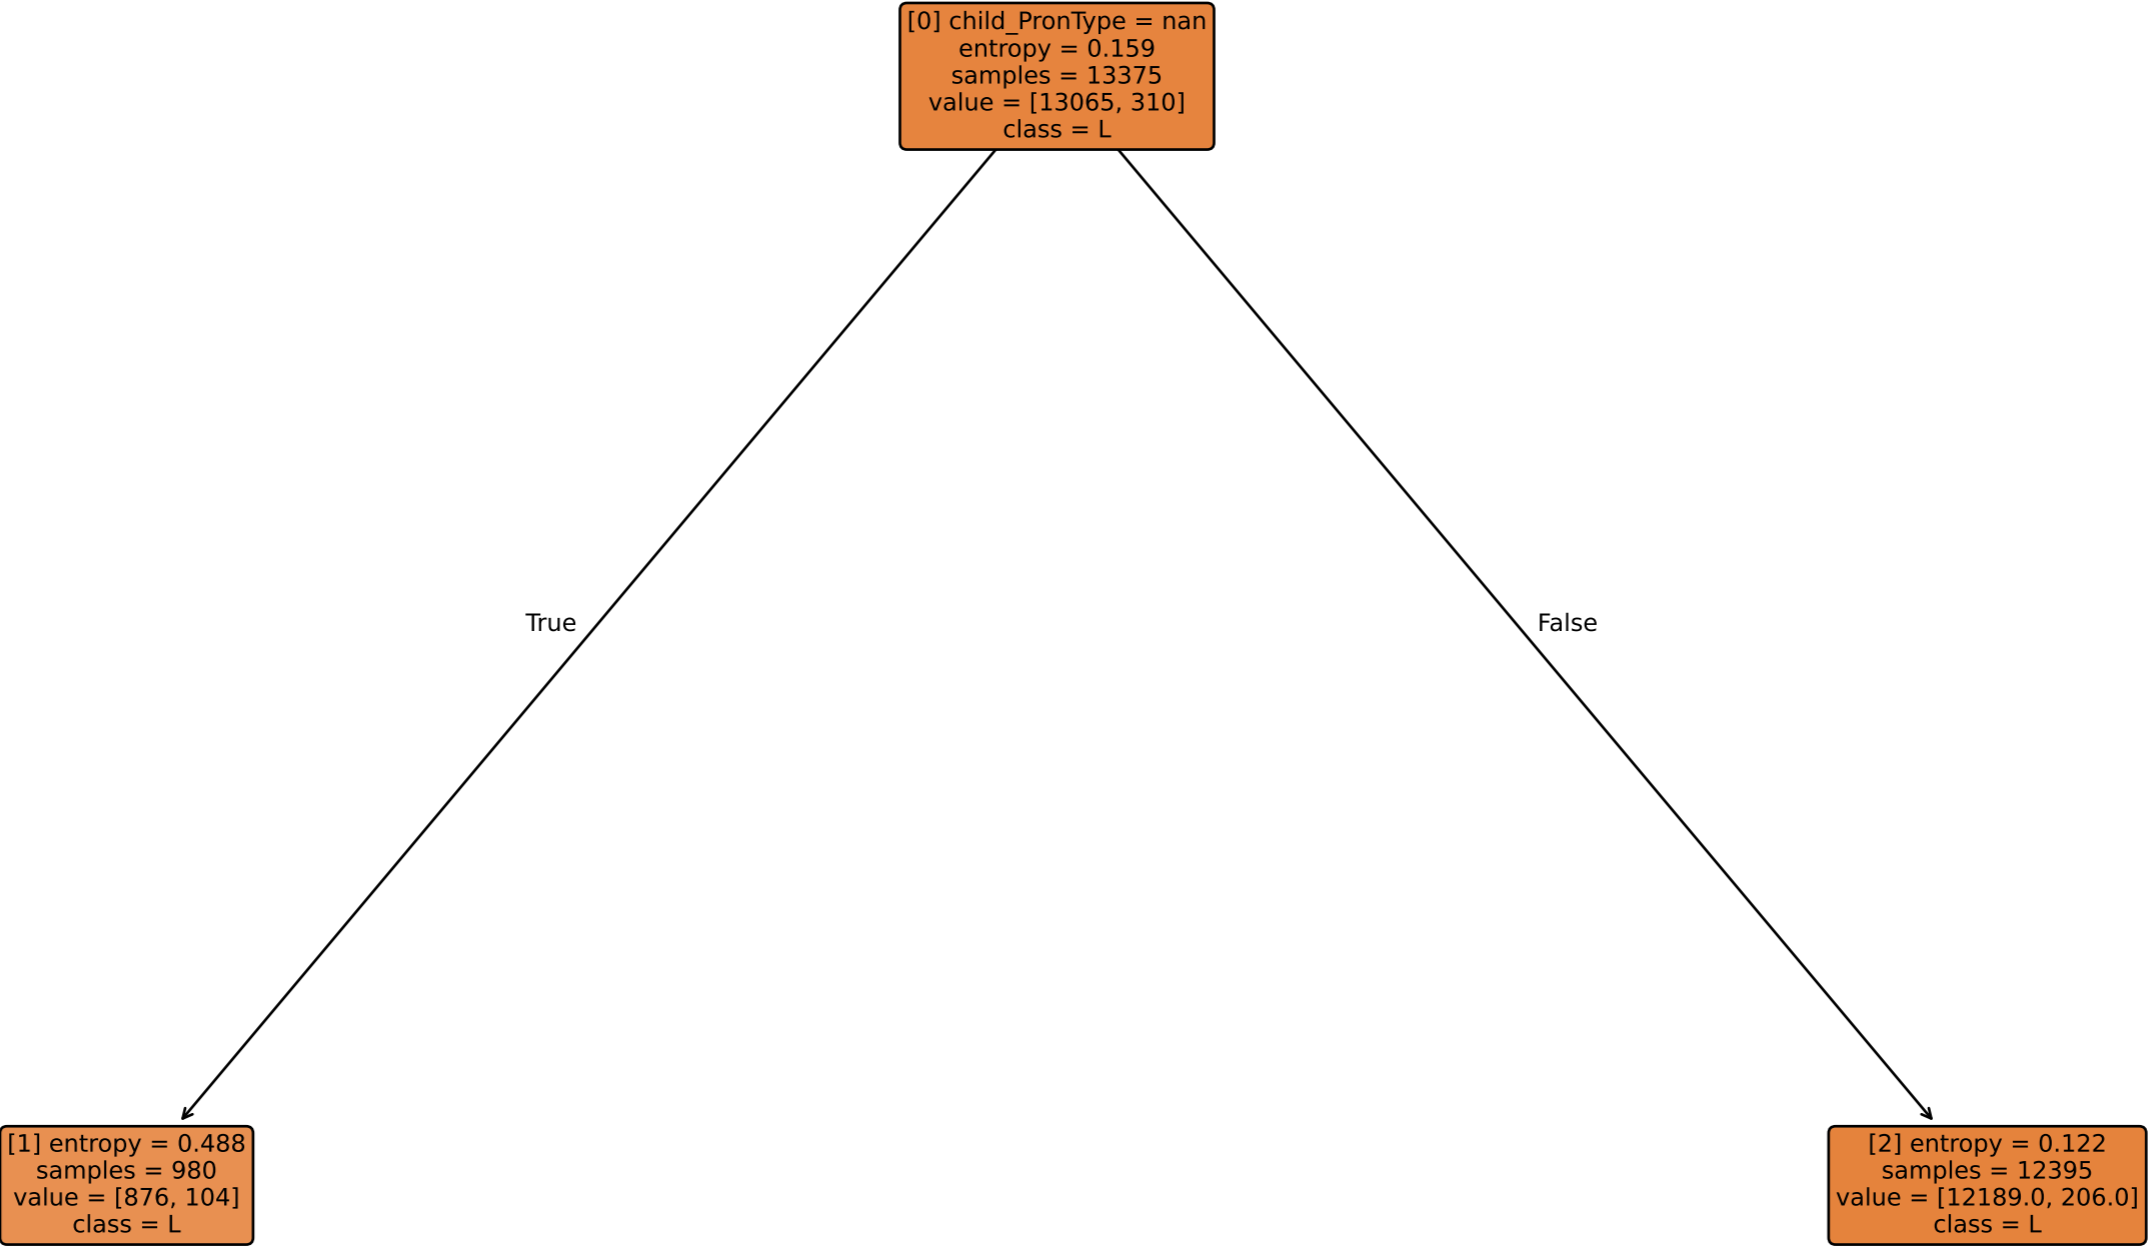 [0] child_PronType = nan
entropy = 0.159
samples = 13375
value = [13065, 310]
class = L
True
False
[1] entropy = 0.488
samples = 980
value = [876, 104]
class = L
[2] entropy = 0.122
samples = 12395
value = [12189.0, 206.0]
class = L